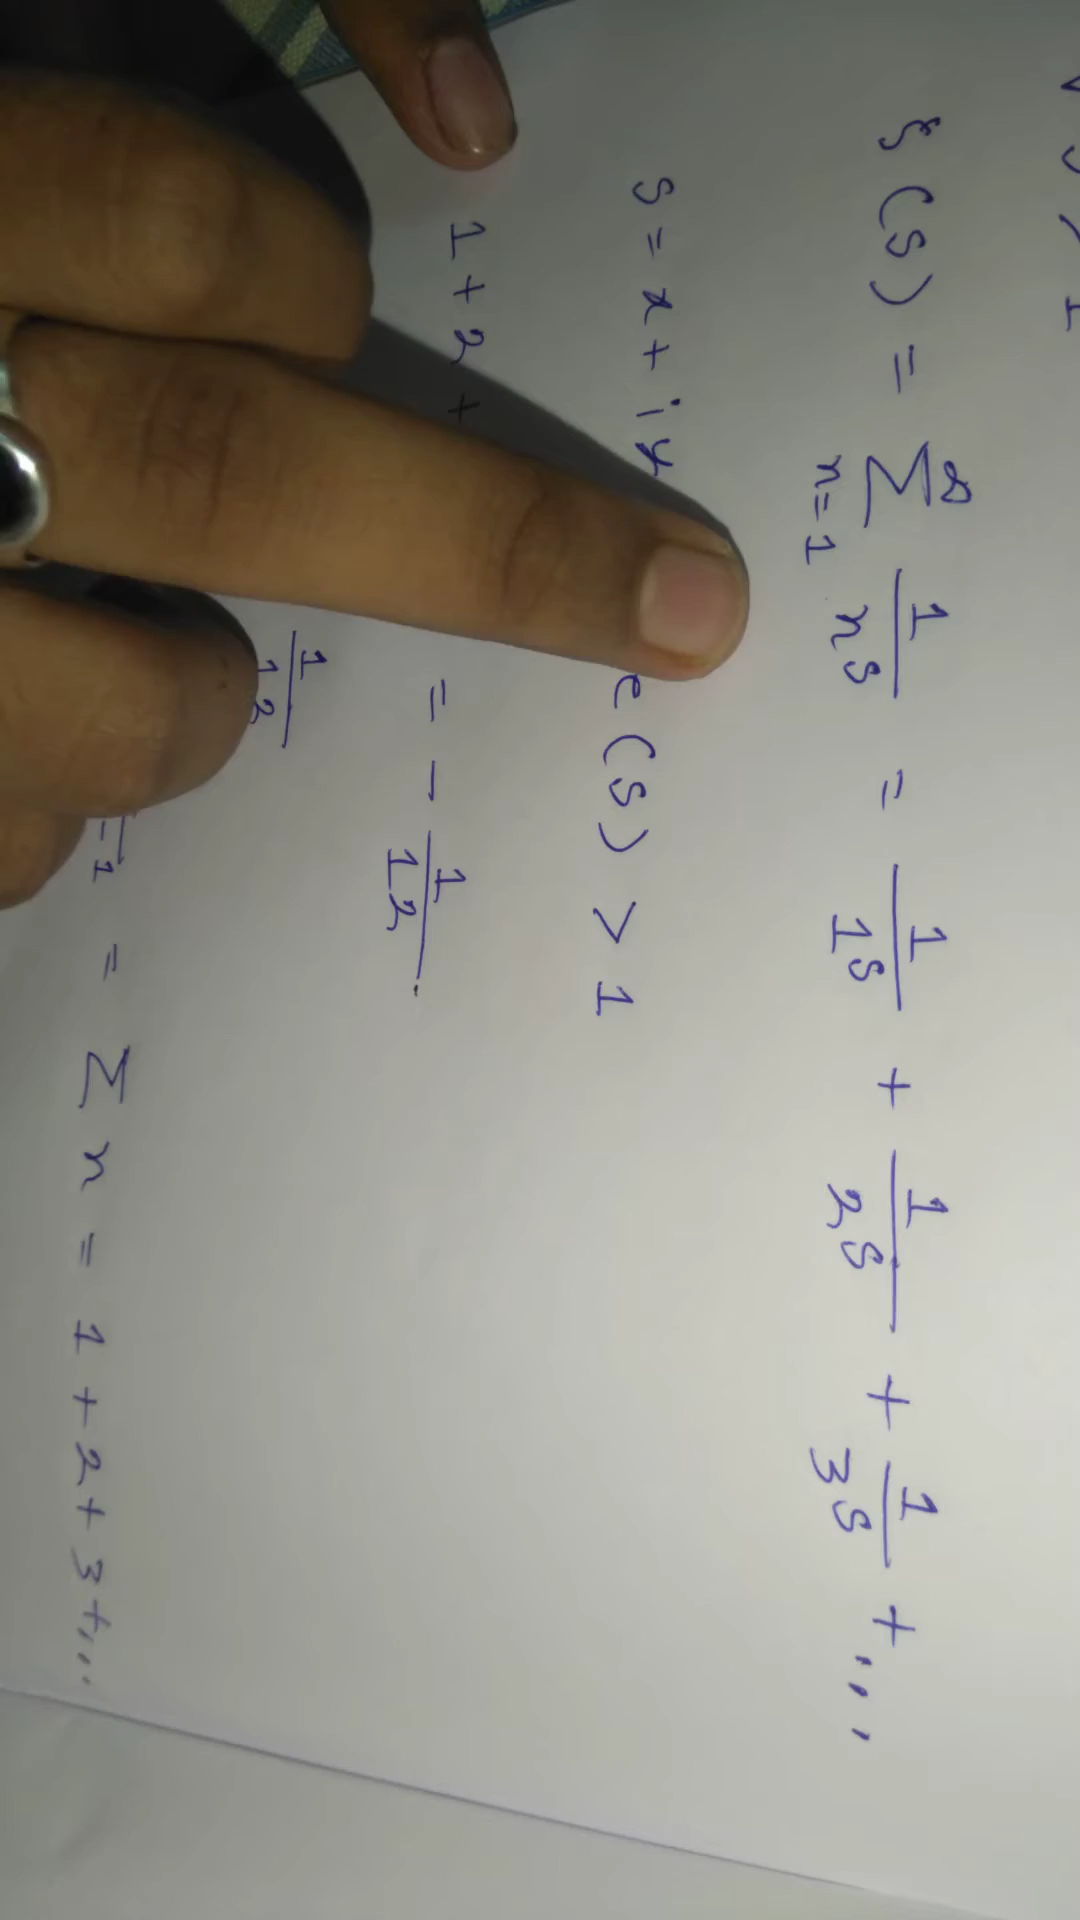 ξ(s) = ∞ Σ n=1 1/n^s = 1/1^s + 1/2^s + 1/3^s + ...
s = x + iy e(s) > 1
1 + 2 + = - 1/12.
1/12
=1 = Σ n = 1 + 2 + 3 + ...